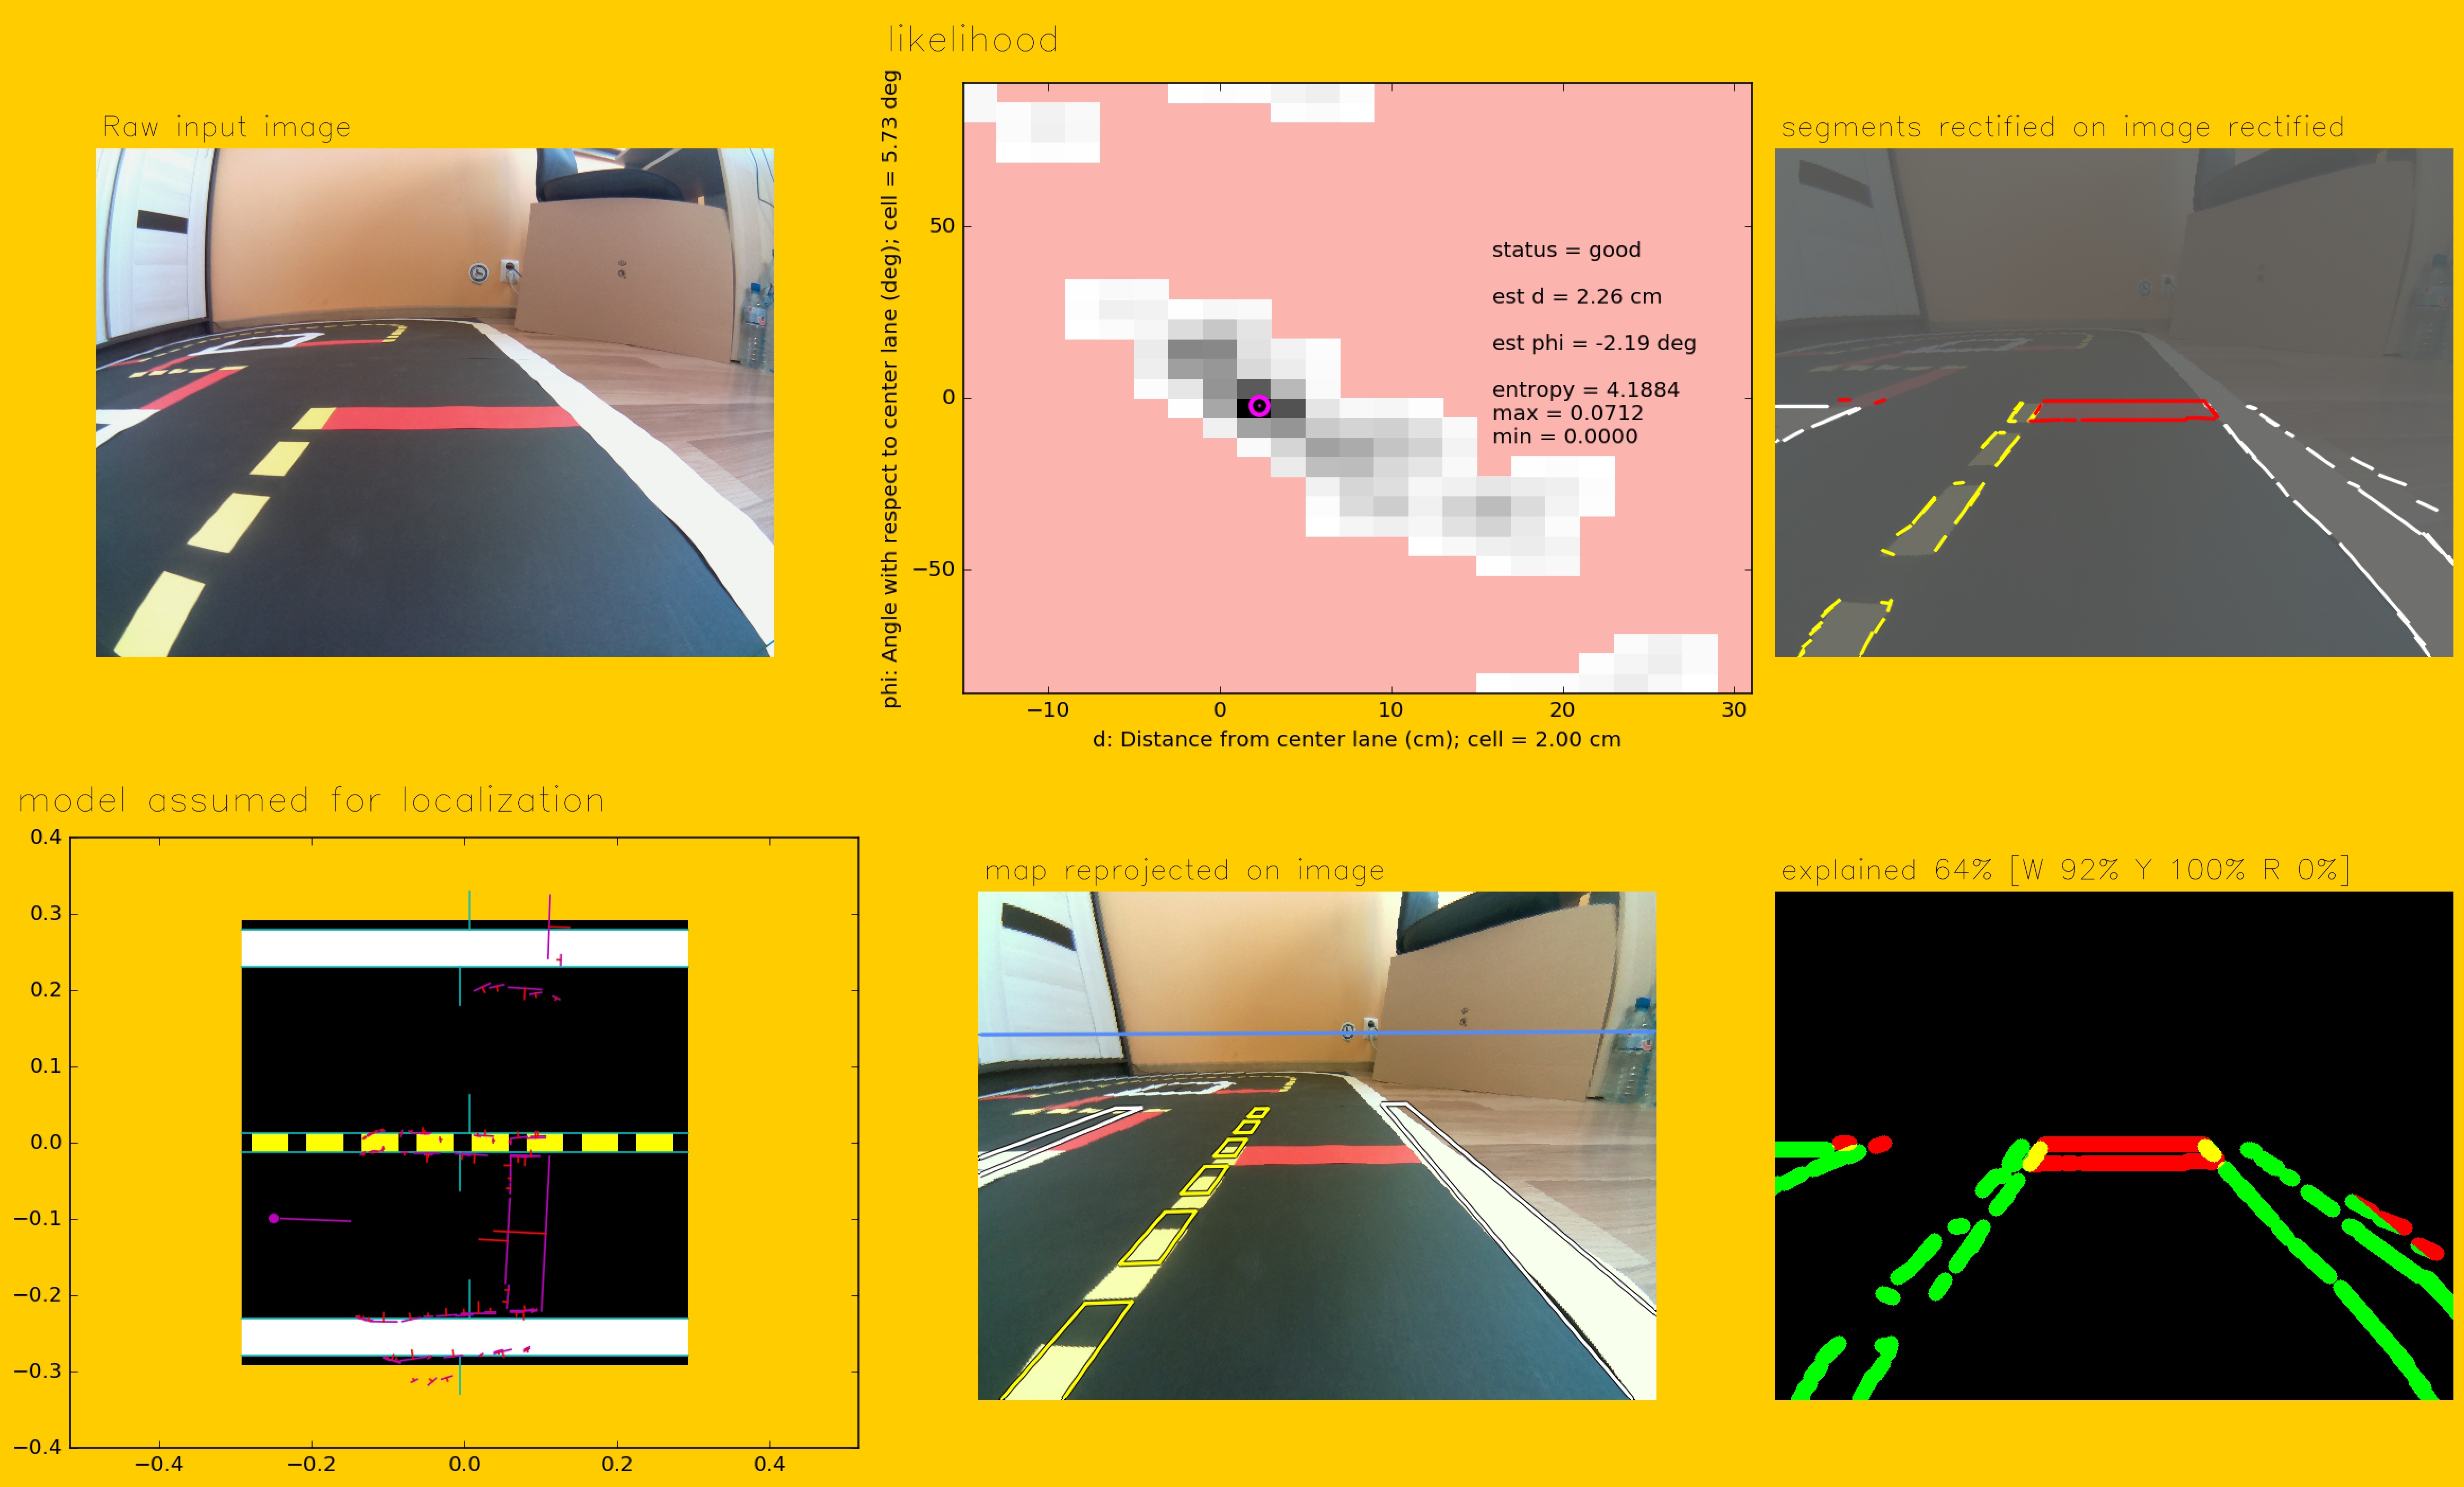 likelihood
Raw input image
segments rectified on image rectified
phi: Angle with respect to center lane (deg); cell = 5.73 deg
50
0
−50
status = good
est d = 2.26 cm
est phi = -2.19 deg
entropy = 4.1884
max = 0.0712
min = 0.0000
−10 0 10 20 30
d: Distance from center lane (cm); cell = 2.00 cm
model assumed for localization
0.4
0.3
0.2
0.1
0.0
−0.1
−0.2
−0.3
−0.4
−0.4 −0.2 0.0 0.2 0.4
map reprojected on image
explained 64% [W 92% Y 100% R 0%]